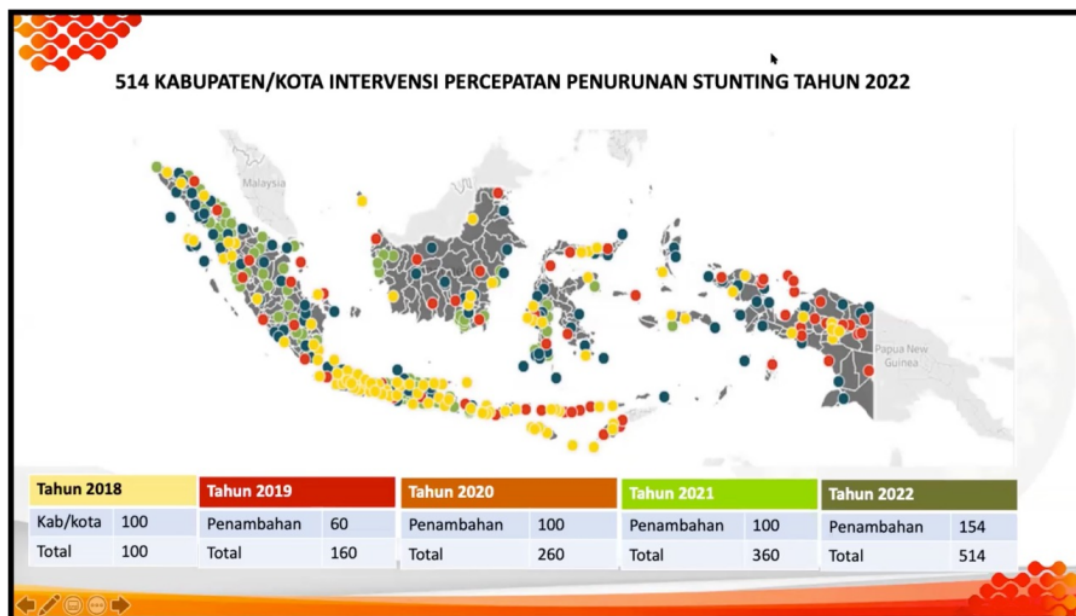 514 KABUPATEN/KOTA INTERVENSI PERCEPATAN PENURUNAN STUNTING TAHUN 2022
Malaysia
Papua New
Guinea
Tahun 2018 Tahun 2019 Tahun 2020 Tahun 2021 Tahun 2022
Kab/kota 100 Penambahan 60 Penambahan 100 Penambahan 100 Penambahan 154
Total 100 Total 160 Total 260 Total 360 Total 514